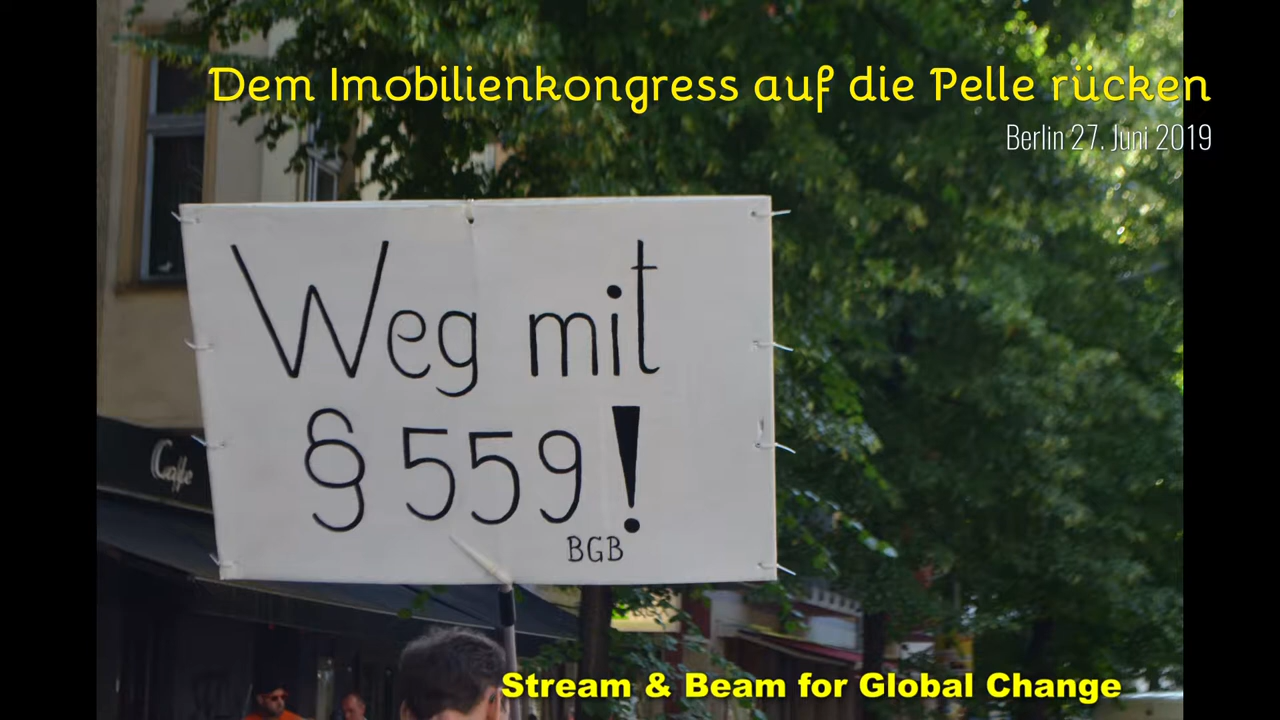 Dem Imobilienkongress auf die Pelle rücken
Berlin 27. Juni 2019
Weg mit
§ 559!
BGB
Caffe
Stream & Beam for Global Change